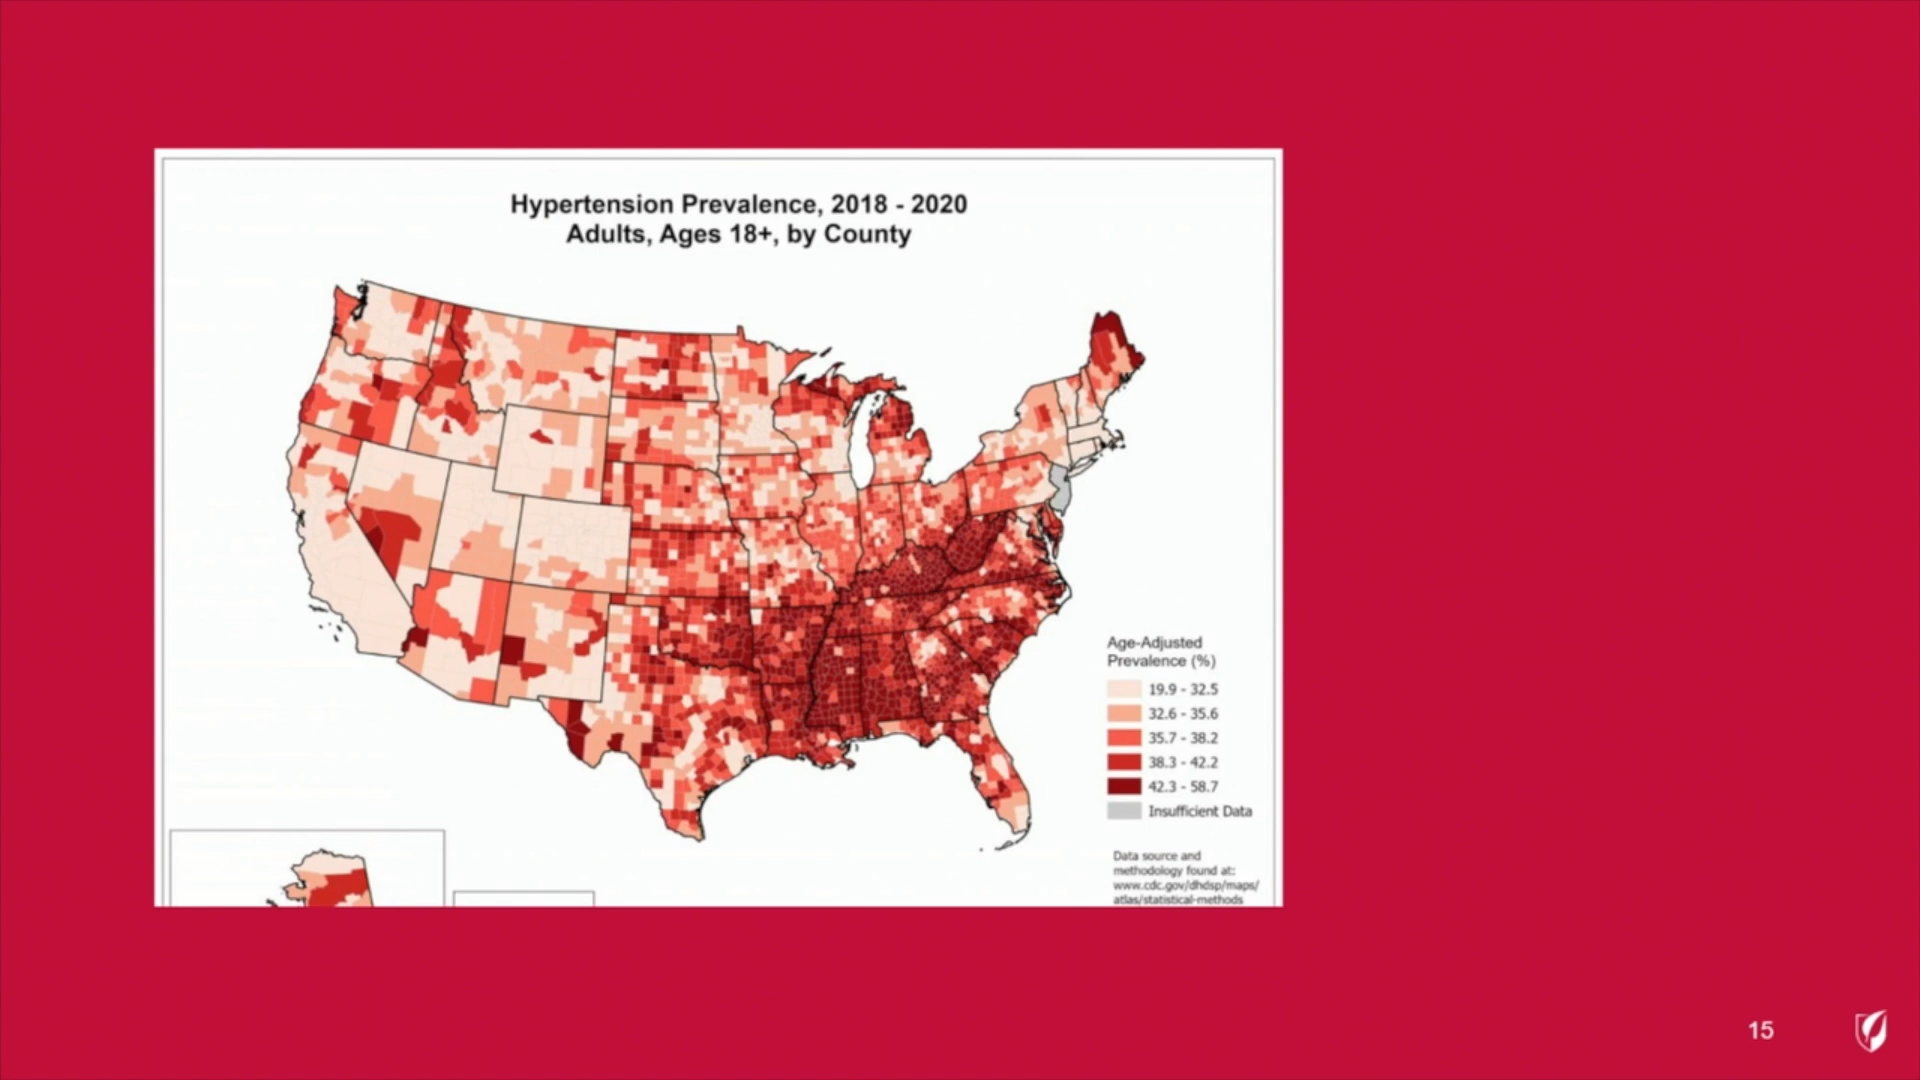 Hypertension Prevalence, 2018 - 2020
Adults, Ages 18+, by County
Age-Adjusted
Prevalence (%)
19.9 - 32.5
32.6 - 35.6
35.7 - 38.2
38.3 - 42.2
42.3 - 58.7
Insufficient Data
Data source and
methodology found at:
www.cdc.gov/dhdsp/maps/
atlas/statistical-methods
15